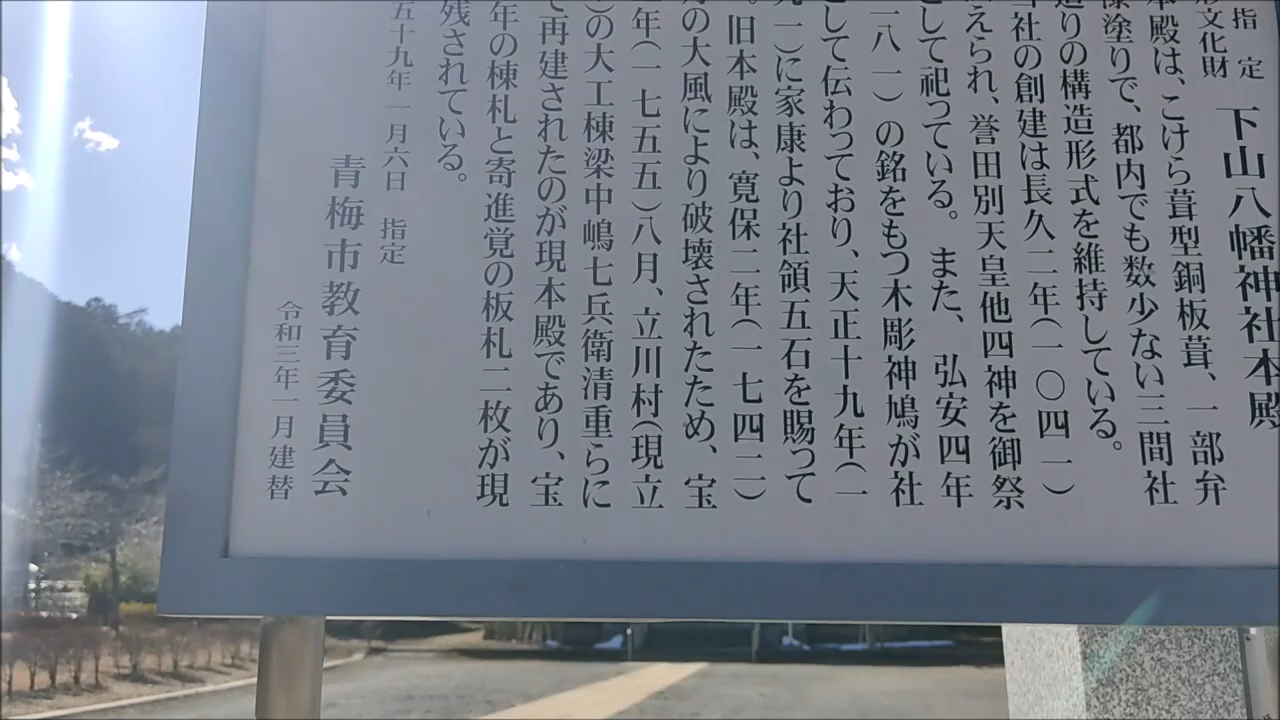 指定
文化財
下山八幡神社本殿
本殿は、こけら葺型銅板葺、一部弁
塗りで、都内でも数少ない三間社
造りの構造形式を維持している。
当社の創建は長久二年(一〇四一)
えられ、誉田別天皇他四神を御祭
して祀っている。また、弘安四年
二八一)の銘をもつ木彫神鳩が社
として伝わっており、天正十九年(一
一)に家康より社領五石を賜って
。旧本殿は、寛保二年(一七四二)
の大風により破壊されたため、宝
年(一七五五)八月、立川村(現立
)の大工棟梁中嶋七兵衛清重らに
て再建されたのが現本殿であり、宝
年の棟札と寄進覚の板札二枚が現
残されている。
五十九年一月六日 指定
青梅市教育委員会
令和三年一月建替